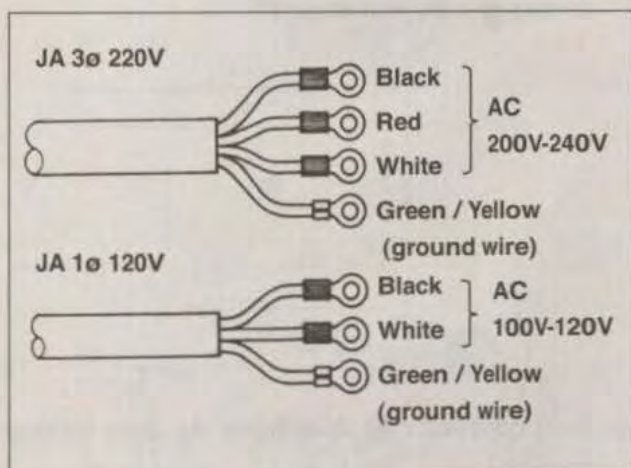 JA 3ø 220V
Black
Red
White
AC
200V-240V
Green / Yellow
(ground wire)
JA 1ø 120V
Black
White
AC
100V-120V
Green / Yellow
(ground wire)